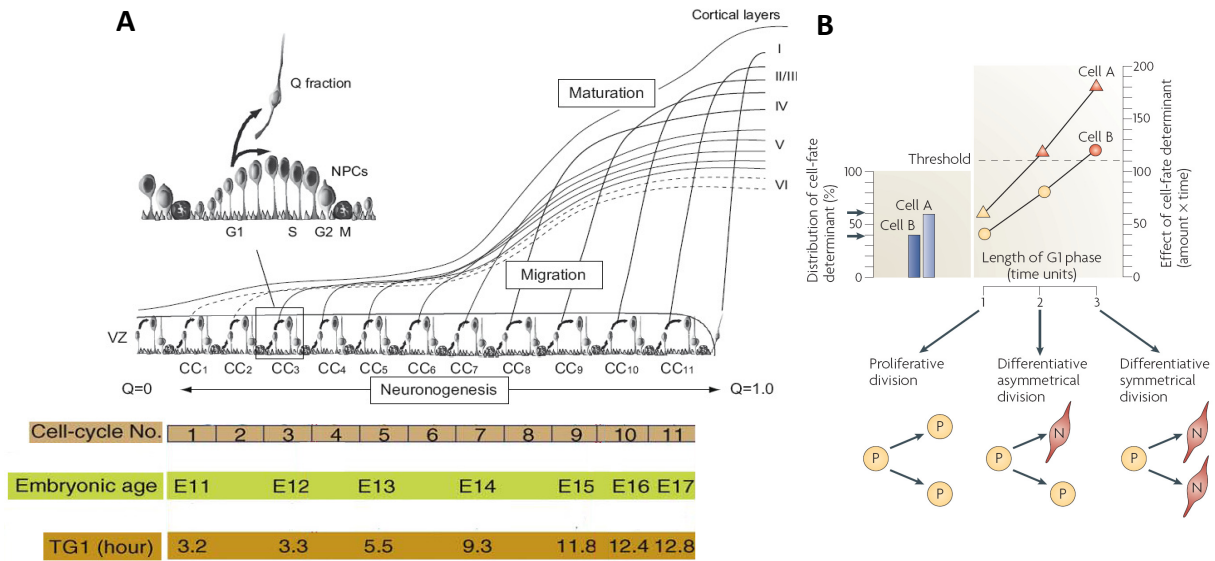 A
Cortical layers
I
II/III
IV
V
VI
Q fraction
Maturation
NPCs
G1 S G2 M
Migration
VZ
CC1 CC2 CC3 CC4 CC5 CC6 CC7 CC8 CC9 CC10 CC11
Q=0 Neuronogenesis Q=1.0
Cell-cycle No. 1 2 3 4 5 6 7 8 9 10 11
Embryonic age E11 E12 E13 E14 E15 E16 E17
TG1 (hour) 3.2 3.3 5.5 9.3 11.8 12.4 12.8
B
Distribution of cell-fate
determinant (%)
100
50
0
Cell A
Cell B
Threshold
Cell A
Cell B
200
150
100
50
0
Effect of cell-fate determinant
(amount × time)
Length of G1 phase
(time units)
1 2 3
Proliferative
division
Differentiative
asymmetrical
division
Differentiative
symmetrical
division
P P P
P N P
P N N